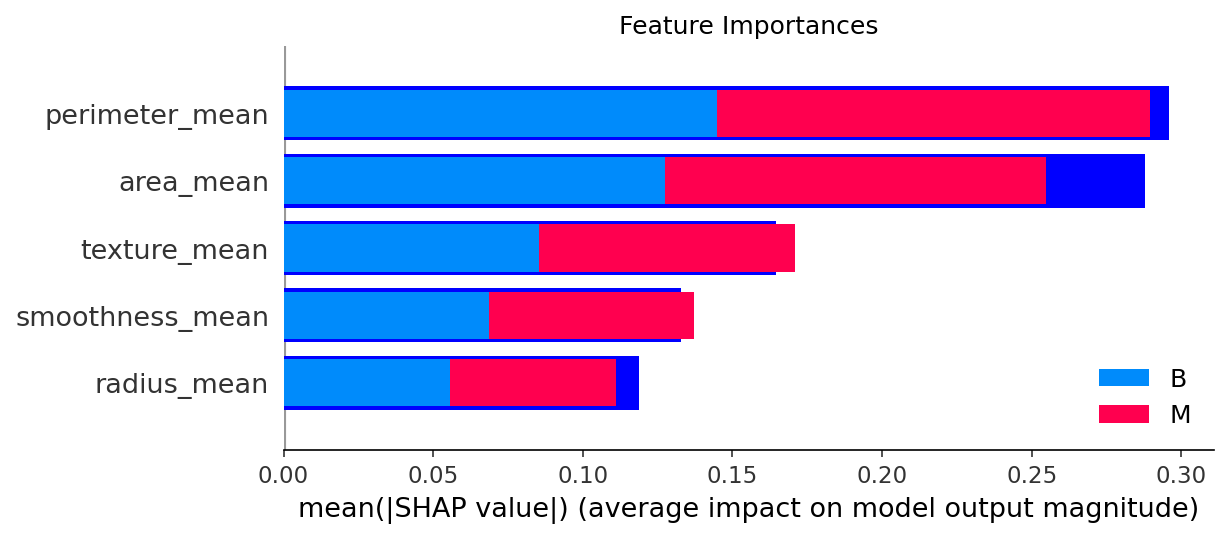 Feature Importances
perimeter_mean
area_mean
texture_mean
smoothness_mean
radius_mean
B
M
0.00 0.05 0.10 0.15 0.20 0.25 0.30
mean(|SHAP value|) (average impact on model output magnitude)